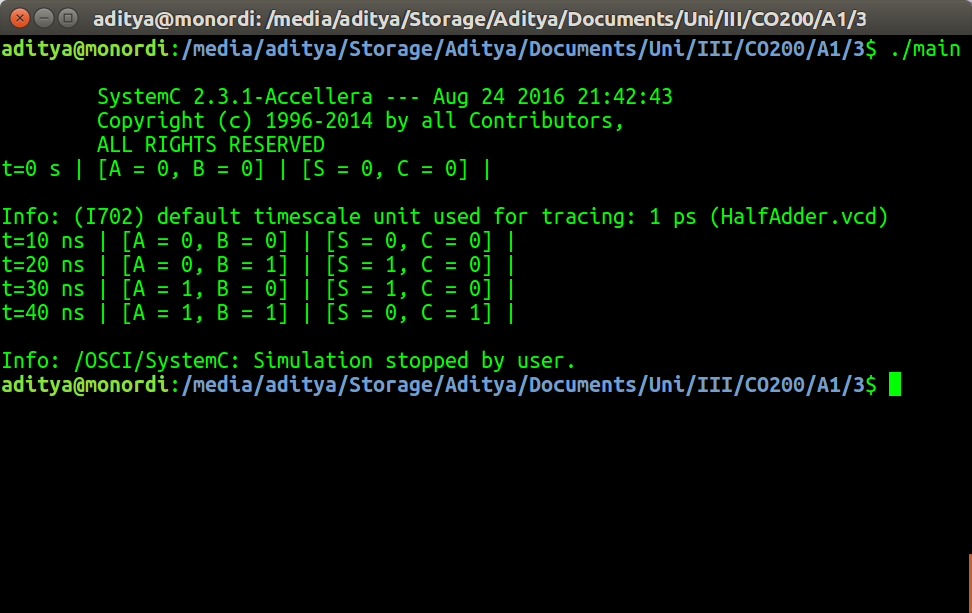 aditya@monordi: /media/aditya/Storage/Aditya/Documents/Uni/III/CO200/A1/3
aditya@monordi:/media/aditya/Storage/Aditya/Documents/Uni/III/CO200/A1/3$ ./main
SystemC 2.3.1-Accellera --- Aug 24 2016 21:42:43
Copyright (c) 1996-2014 by all Contributors,
ALL RIGHTS RESERVED
t=0 s | [A = 0, B = 0] | [S = 0, C = 0] |
Info: (I702) default timescale unit used for tracing: 1 ps (HalfAdder.vcd)
t=10 ns | [A = 0, B = 0] | [S = 0, C = 0] |
t=20 ns | [A = 0, B = 1] | [S = 1, C = 0] |
t=30 ns | [A = 1, B = 0] | [S = 1, C = 0] |
t=40 ns | [A = 1, B = 1] | [S = 0, C = 1] |
Info: /OSCI/SystemC: Simulation stopped by user.
aditya@monordi:/media/aditya/Storage/Aditya/Documents/Uni/III/CO200/A1/3$